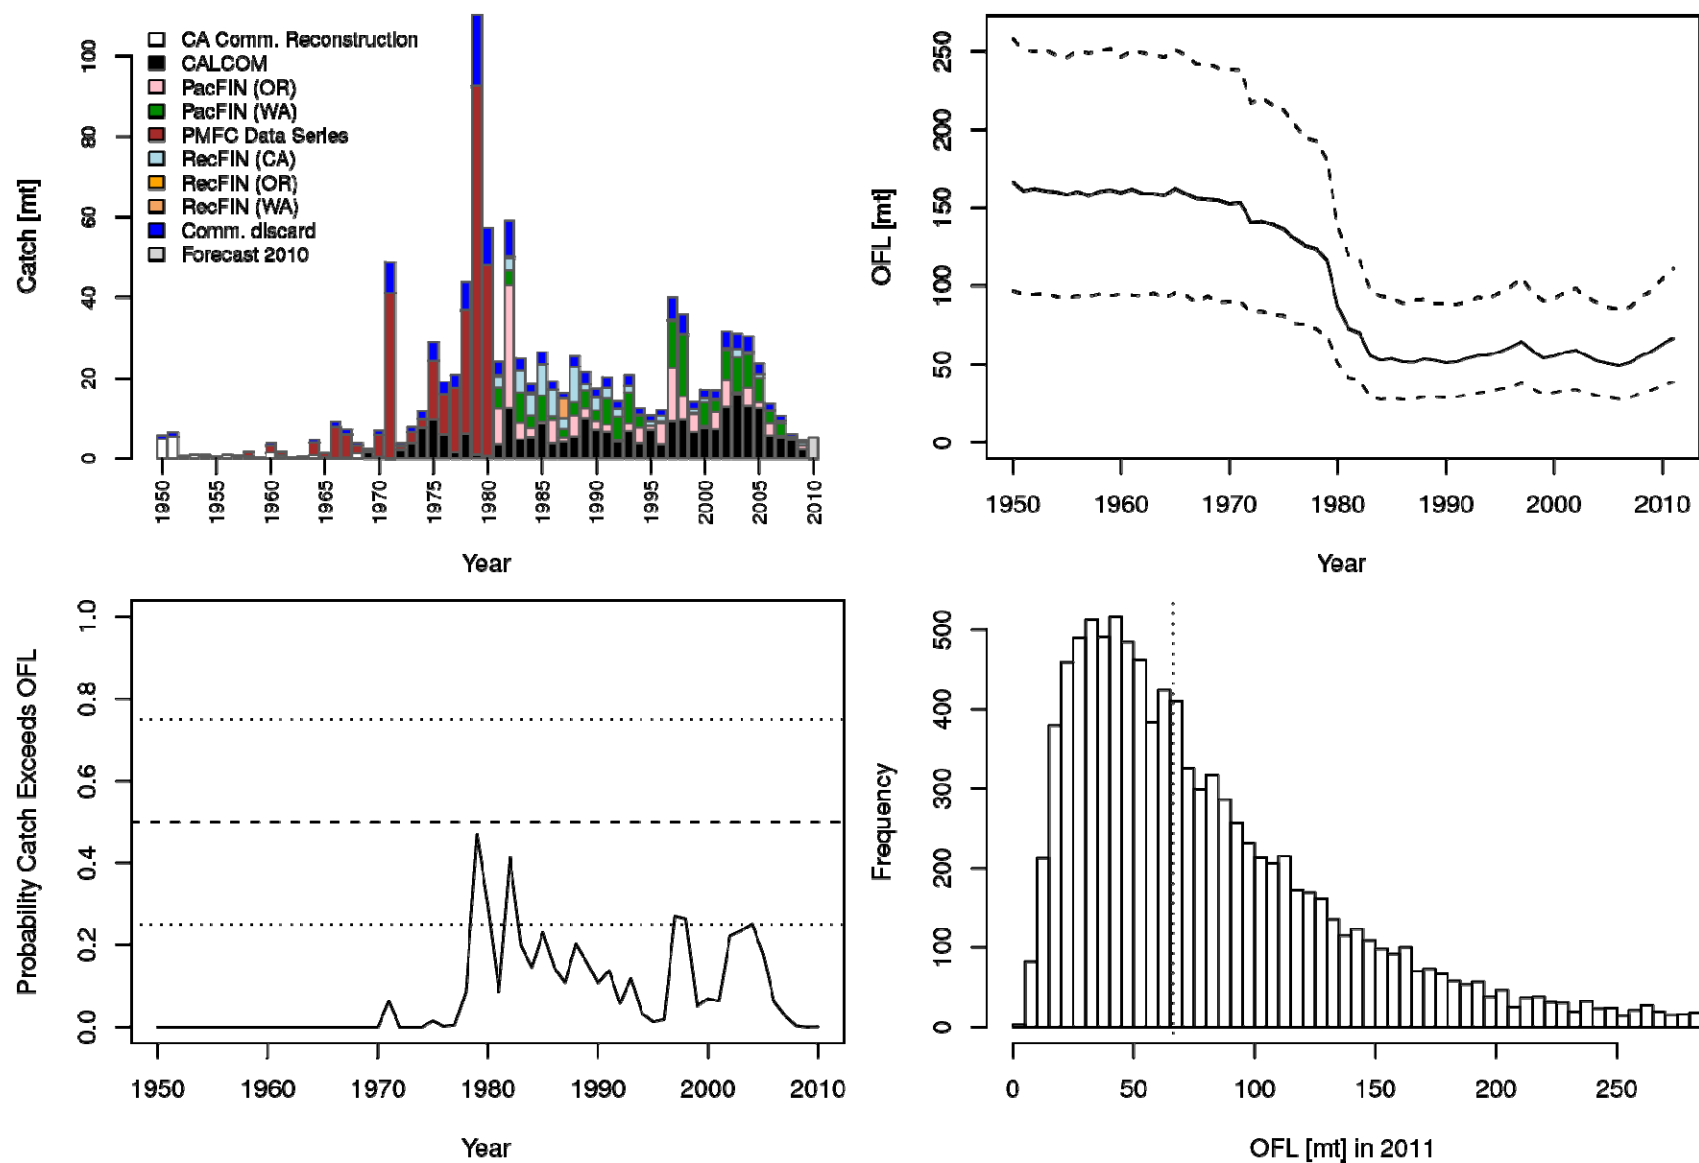 CA Comm. Reconstruction
CALCOM
PacFIN (OR)
PacFIN (WA)
PMFC Data Series
RecFIN (CA)
RecFIN (OR)
RecFIN (WA)
Comm. discard
Forecast 2010
Catch [mt]
0 20 40 60 80 100
1950 1955 1960 1965 1970 1975 1980 1985 1990 1995 2000 2005 2010
Year
OFL [mt]
0 50 100 150 200 250
1950 1960 1970 1980 1990 2000 2010
Year
Probability Catch Exceeds OFL
0.0 0.2 0.4 0.6 0.8 1.0
1950 1960 1970 1980 1990 2000 2010
Year
Frequency
0 100 200 300 400 500
0 50 100 150 200 250
OFL [mt] in 2011